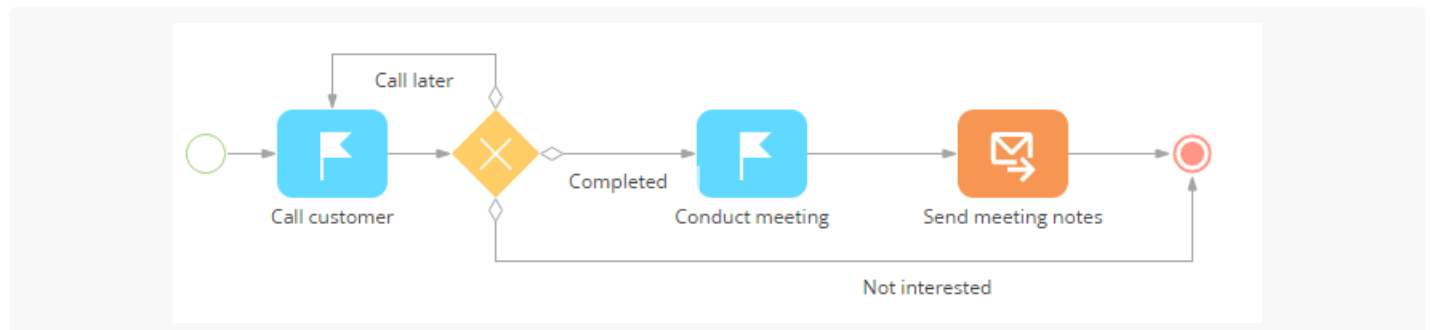 Call later
Completed
Call customer
Conduct meeting
Send meeting notes
Not interested